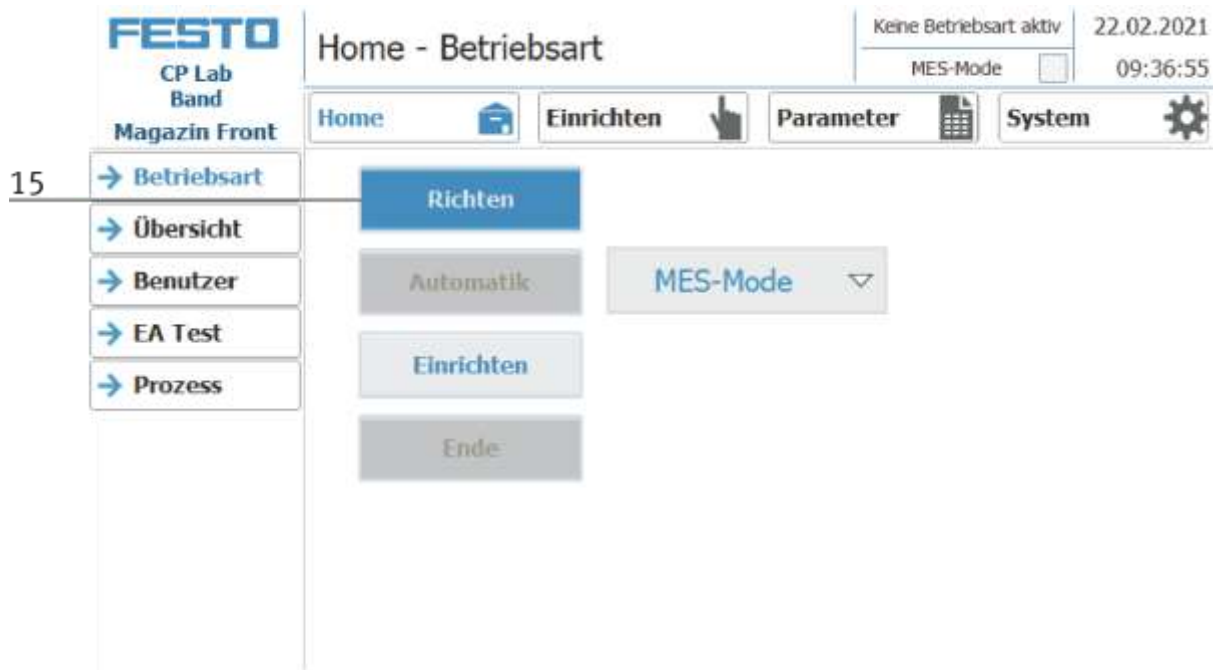 FESTO
CP Lab
Band
Magazin Front
Home - Betriebsart
Keine Betriebsart aktiv
MES-Mode
22.02.2021
09:36:55
Home
Einrichten
Parameter
System
15
Betriebsart
Übersicht
Benutzer
EA Test
Prozess
Richten
Automatik
MES-Mode
Einrichten
Ende